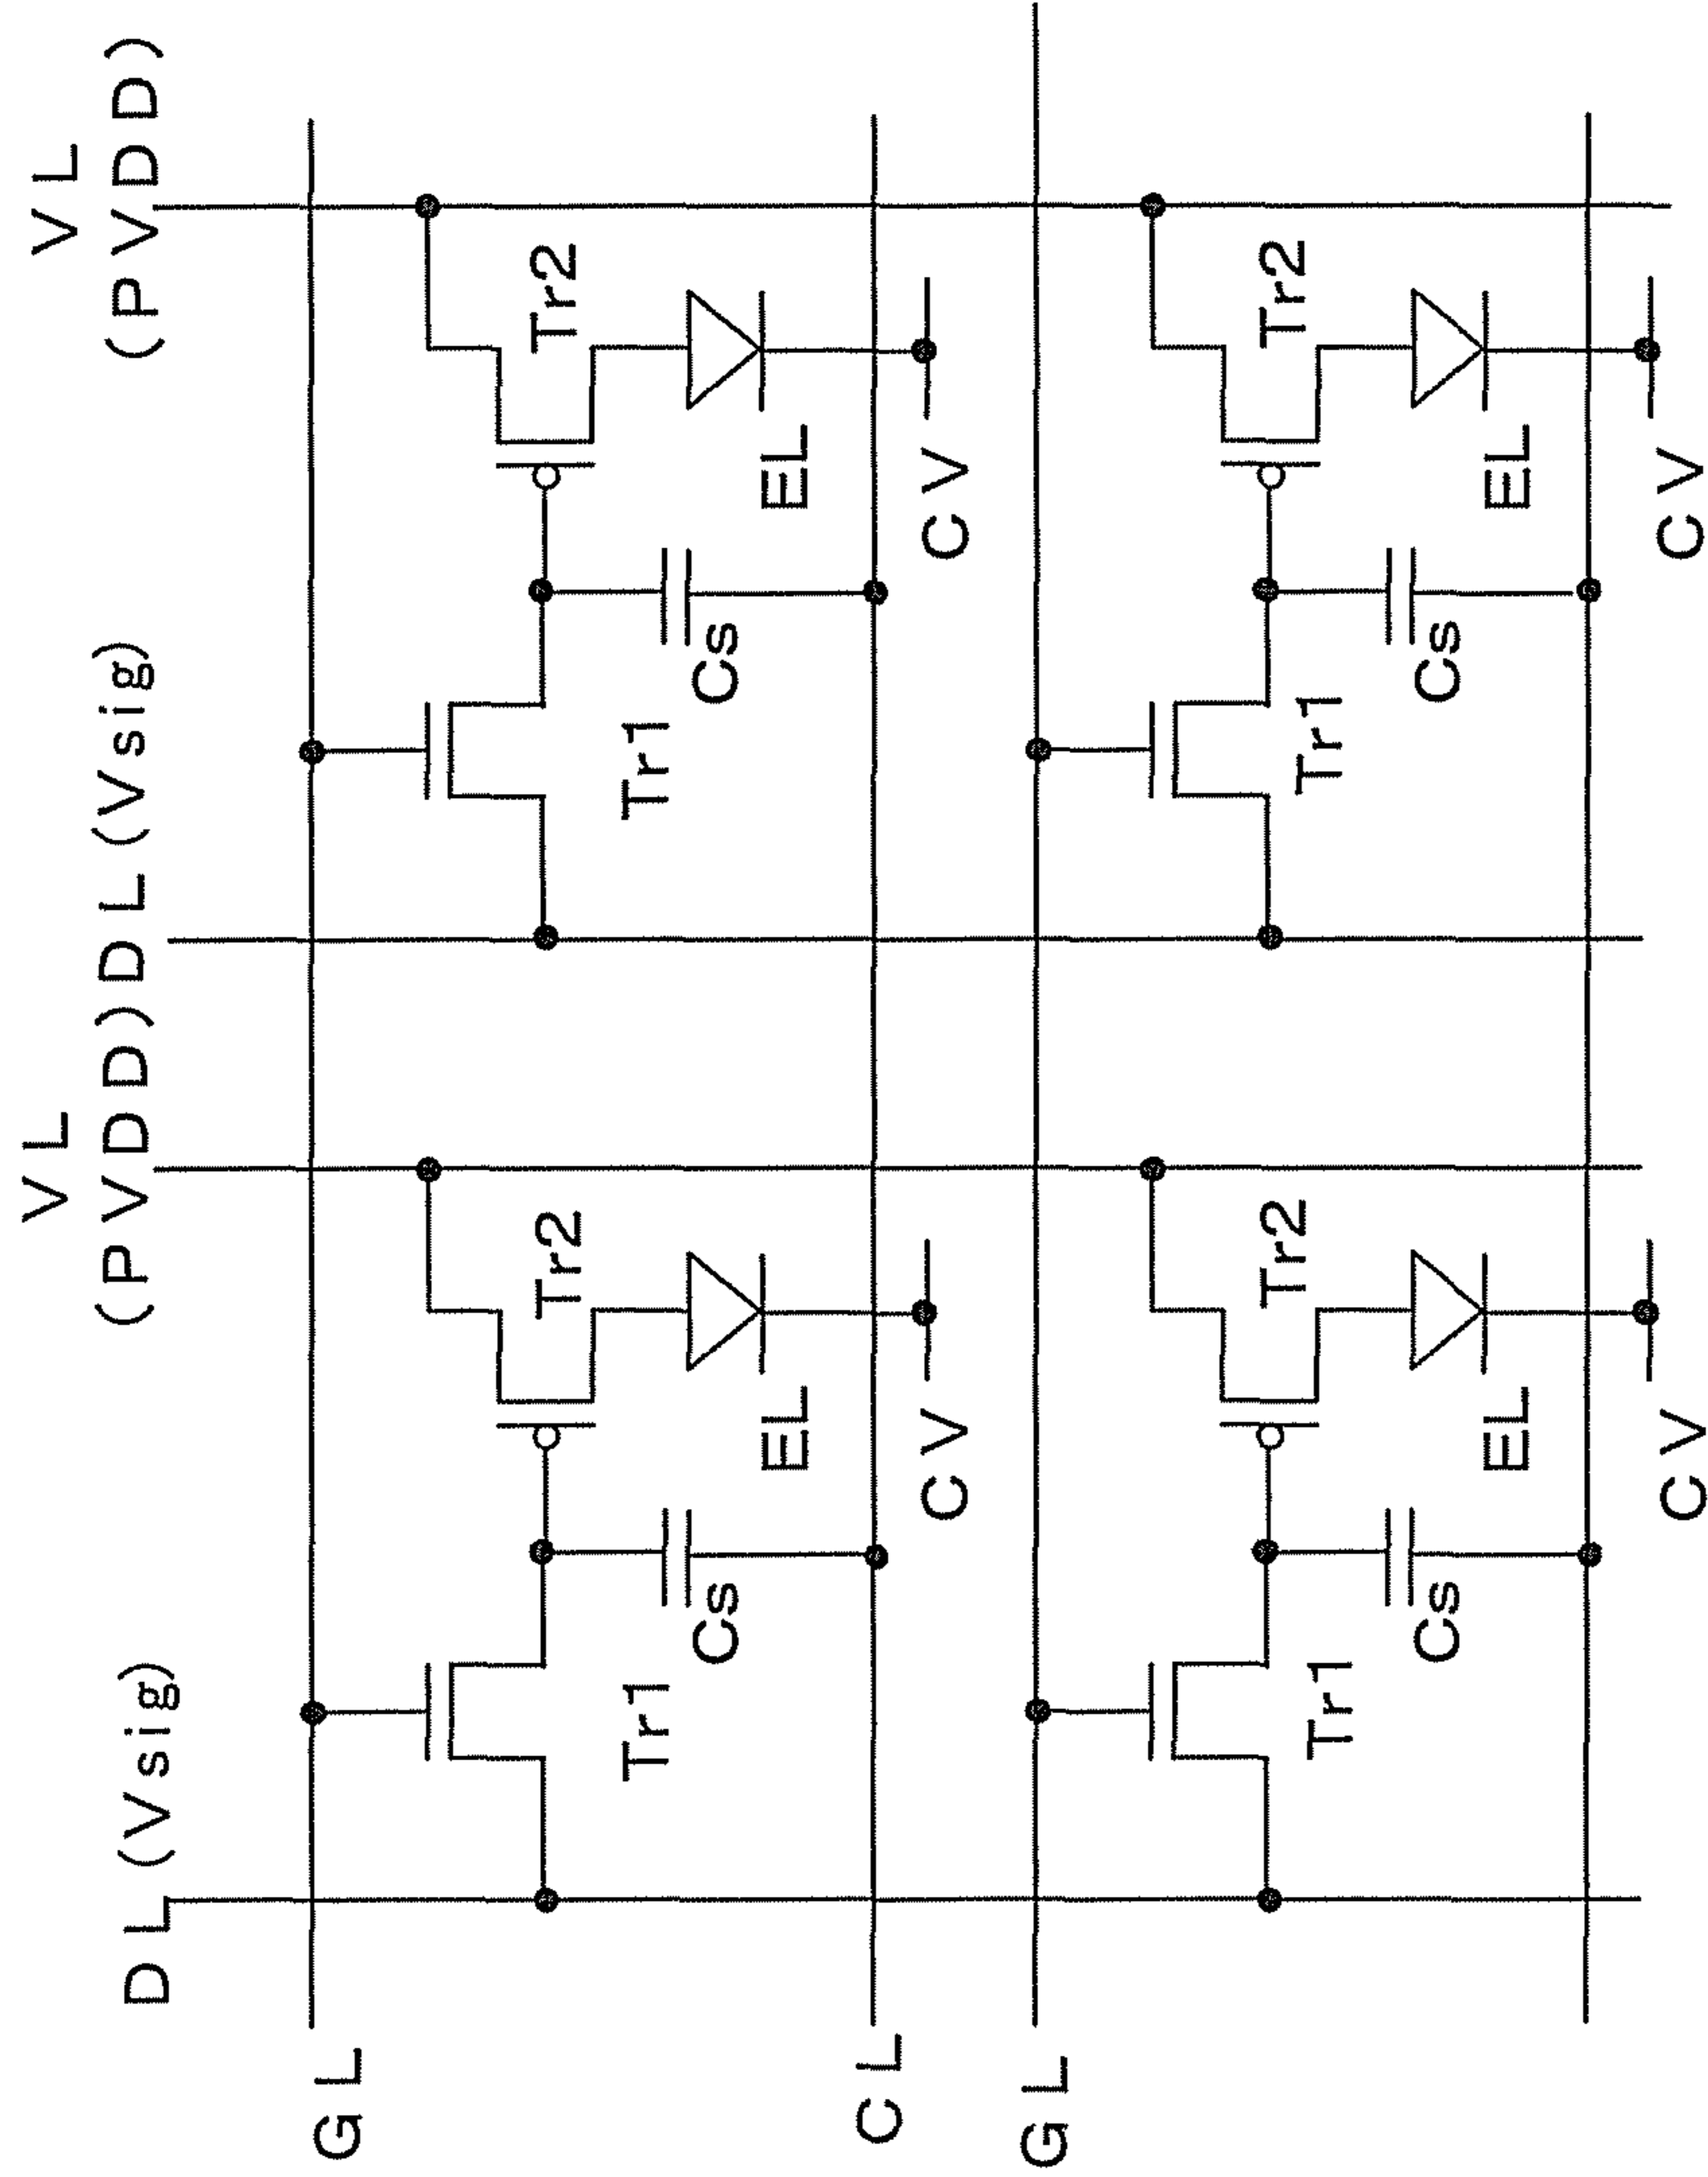 VL
VL
DL (Vsig)
(PVDD)
DL (Vsig)
(PVDD)
GL
Tr2
Tr2
Tr1
Tr1
Cs
Cs
EL
EL
CL
CV
CV
GL
Tr2
Tr2
Tr1
Tr1
Cs
Cs
EL
EL
CV
CV